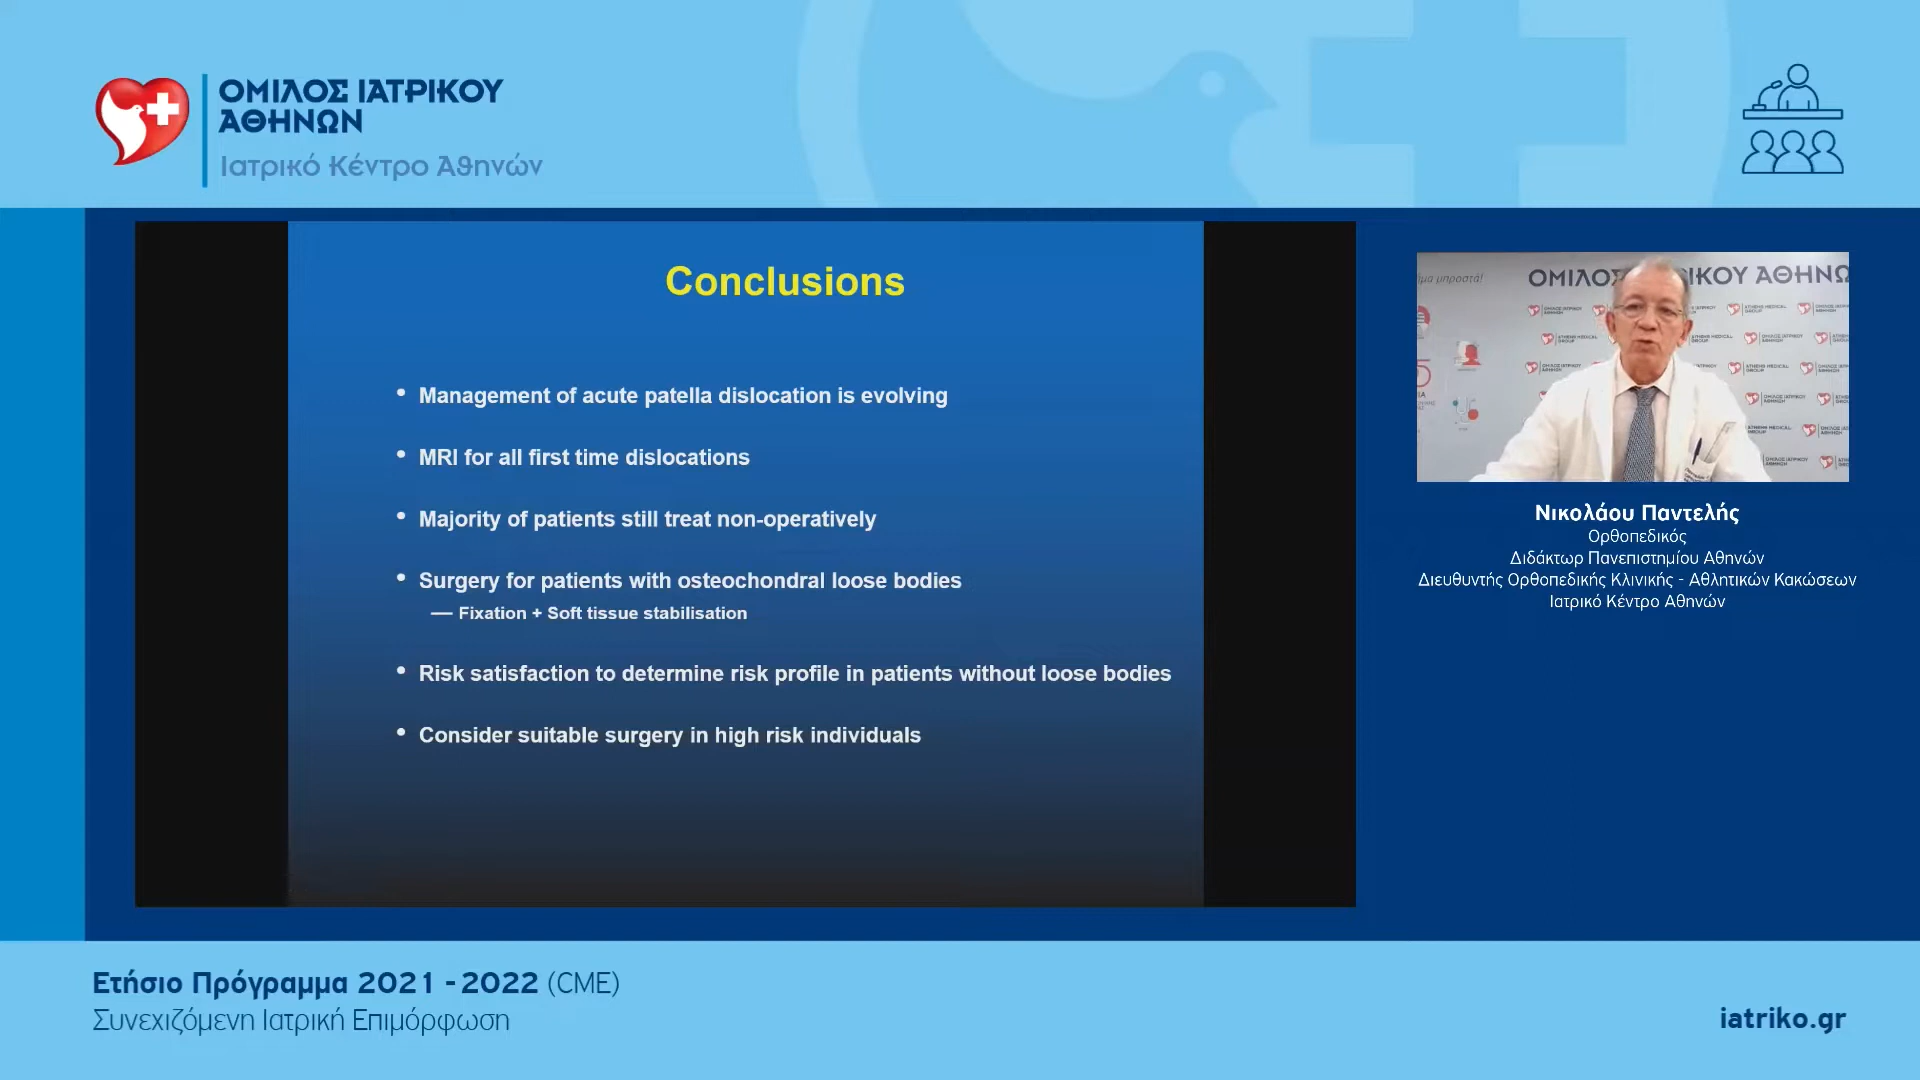 ΟΜΙΛΟΣ ΙΑΤΡΙΚΟΥ
ΑΘΗΝΩΝ
Ιατρικό Κέντρο Αθηνών
Conclusions
• Management of acute patella dislocation is evolving
• MRI for all first time dislocations
• Majority of patients still treat non-operatively
• Surgery for patients with osteochondral loose bodies
— Fixation + Soft tissue stabilisation
• Risk satisfaction to determine risk profile in patients without loose bodies
• Consider suitable surgery in high risk individuals
μπροστά!
Νικολάου Παντελής
Ορθοπεδικός
Διδάκτωρ Πανεπιστημίου Αθηνών
Διευθυντής Ορθοπεδικής Κλινικής - Αθλητικών Κακώσεων
Ιατρικό Κέντρο Αθηνών
Ετήσιο Πρόγραμμα 2021 - 2022 (CME)
Συνεχιζόμενη Ιατρική Επιμόρφωση
iatriko.gr